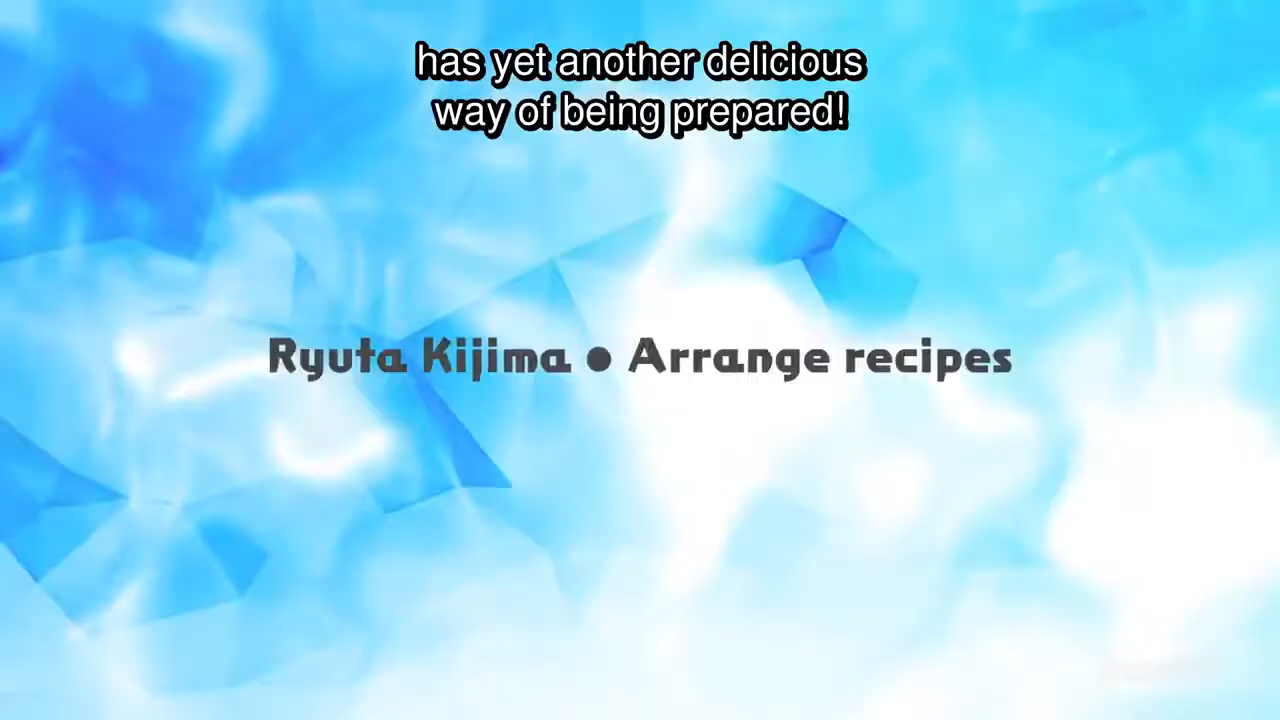 has yet another delicious
way of being prepared!
Ryuta Kijima ● Arrange recipes